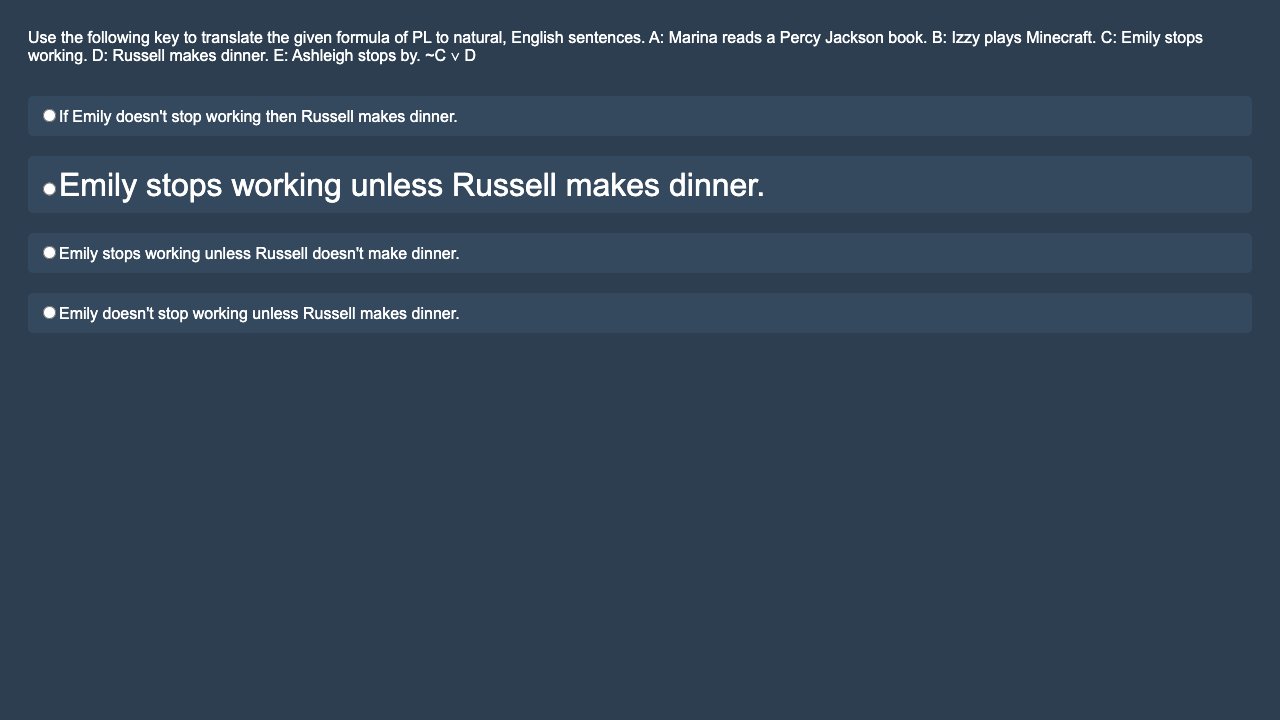 Use the following key to translate the given formula of PL to natural, English sentences. A: Marina reads a Percy Jackson book. B: Izzy plays Minecraft. C: Emily stops
working. D: Russell makes dinner. E: Ashleigh stops by. ~C ∨ D
If Emily doesn't stop working then Russell makes dinner.
Emily stops working unless Russell makes dinner.
Emily stops working unless Russell doesn't make dinner.
Emily doesn't stop working unless Russell makes dinner.